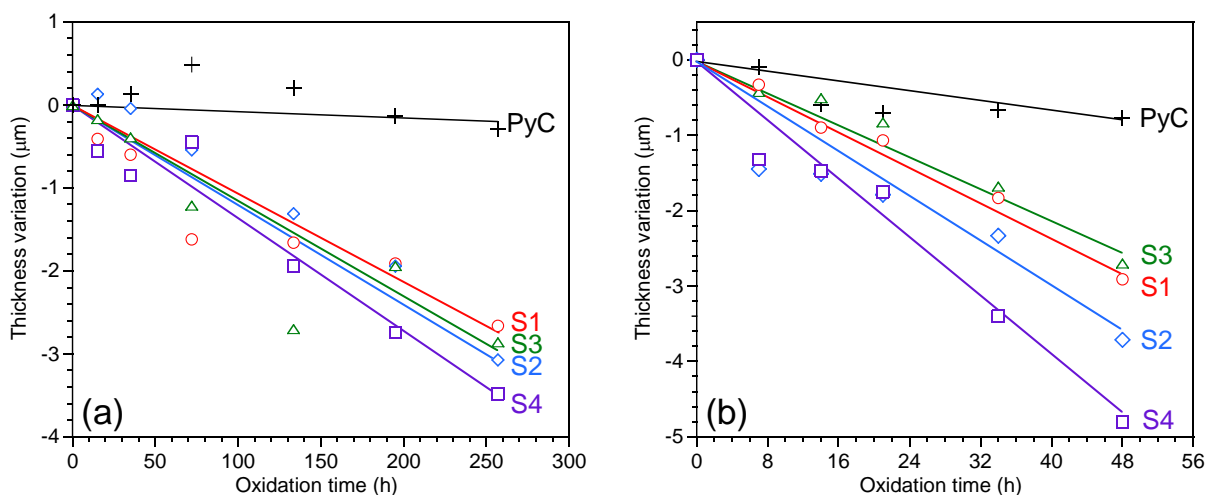 1
0
-1
-2
-3
-4
Thickness variation (µm)
PyC
S1
S3
S2
S4
(a)
0 50 100 150 200 250 300
Oxidation time (h)
0
-1
-2
-3
-4
-5
Thickness variation (µm)
PyC
S3
S1
S2
S4
(b)
0 8 16 24 32 40 48 56
Oxidation time (h)